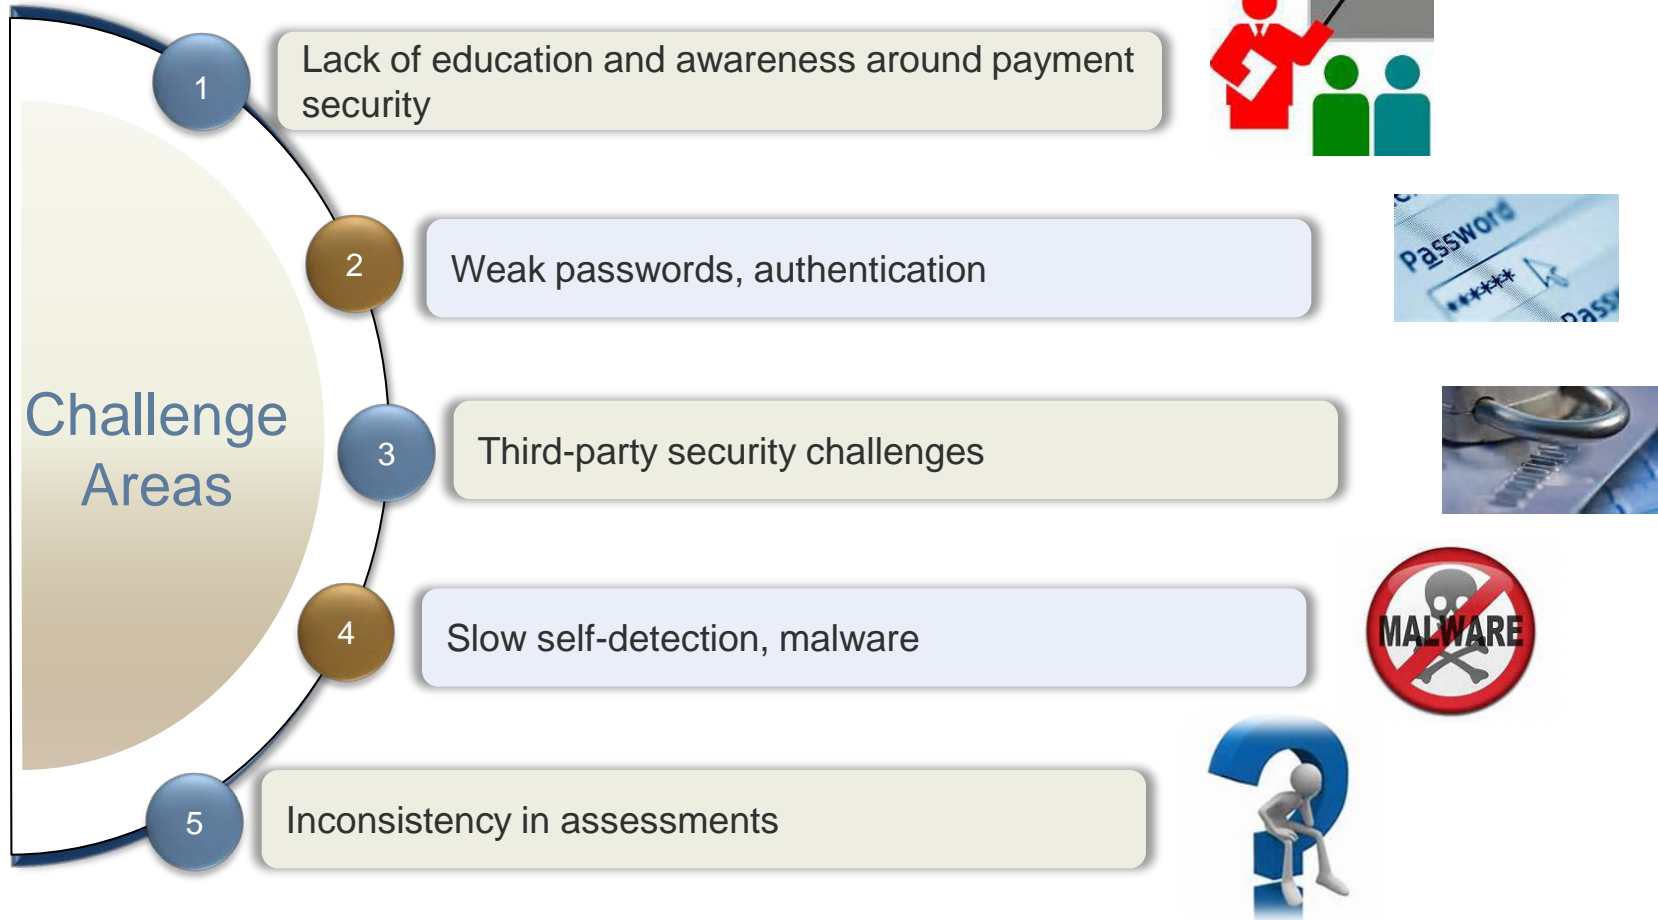 1
Lack of education and awareness around payment
security
2
Weak passwords, authentication
Password
*****
Challenge
Areas
3
Third-party security challenges
4
Slow self-detection, malware
MALWARE
5
Inconsistency in assessments